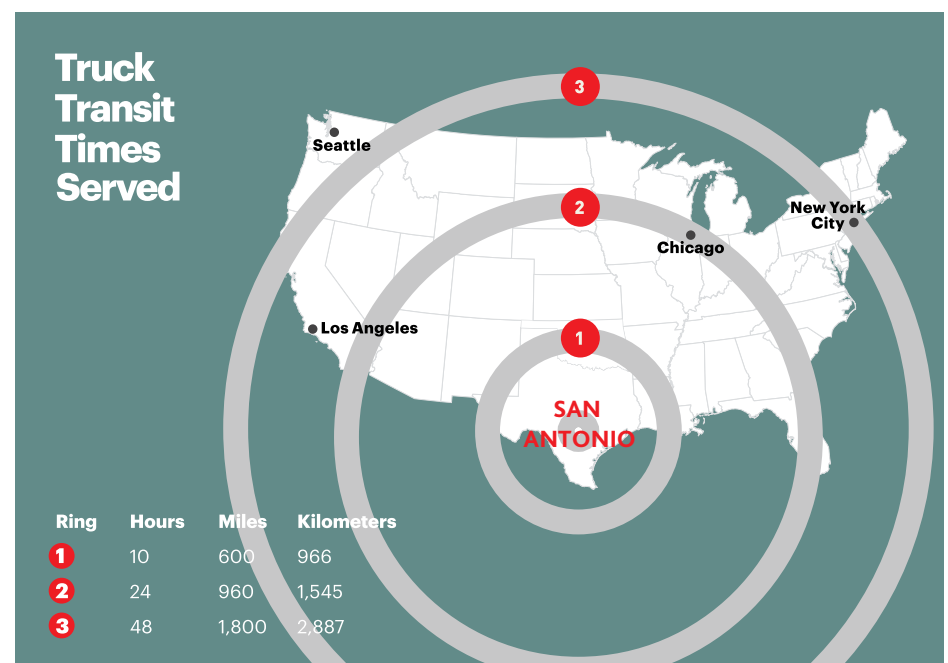 Truck
Transit
Times
Served
3
Seattle
2
New York
City
Chicago
Los Angeles
1
SAN
ANTONIO
Ring Hours Miles Kilometers
1 10 600 966
2 24 960 1,545
3 48 1,800 2,887